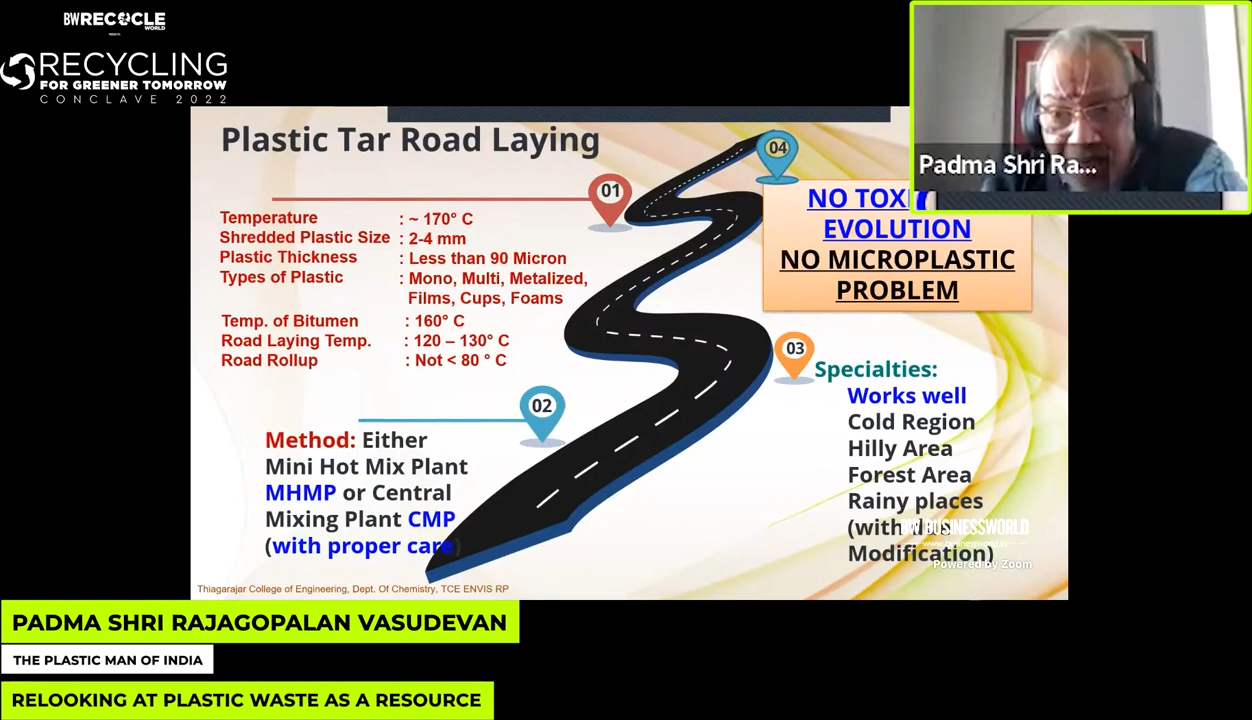 BW RECYCLE
WORLD
RECYCLING
FOR GREENER TOMORROW
CONCLAVE 2022
Padma Shri Ra...
Plastic Tar Road Laying
04
01
Temperature : ~ 170° C
Shredded Plastic Size : 2-4 mm
Plastic Thickness : Less than 90 Micron
Types of Plastic : Mono, Multi, Metalized,
Films, Cups, Foams
Temp. of Bitumen : 160° C
Road Laying Temp. : 120 – 130° C
Road Rollup : Not < 80 ° C
NO
EVOLUTION
NO MICROPLASTIC
PROBLEM
03
Specialties:
Works well
Cold Region
Hilly Area
Forest Area
Rainy places
(with
Modification)
02
Method: Either
Mini Hot Mix Plant
MHMP or Central
Mixing Plant CMP
(with proper care)
BW BUSINESSWORLD
Powered by Zoom
Thiagarajar College of Engineering, Dept. Of Chemistry, TCE ENVIS RP
PADMA SHRI RAJAGOPALAN VASUDEVAN
THE PLASTIC MAN OF INDIA
RELOOKING AT PLASTIC WASTE AS A RESOURCE